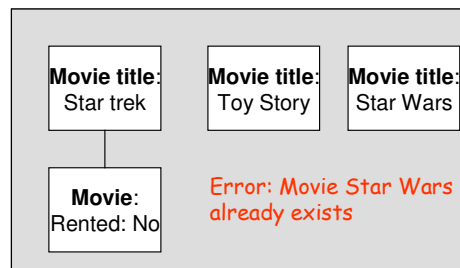 Movie title:
Star trek
Movie title:
Toy Story
Movie title:
Star Wars
Movie:
Rented: No
Error: Movie Star Wars
already exists